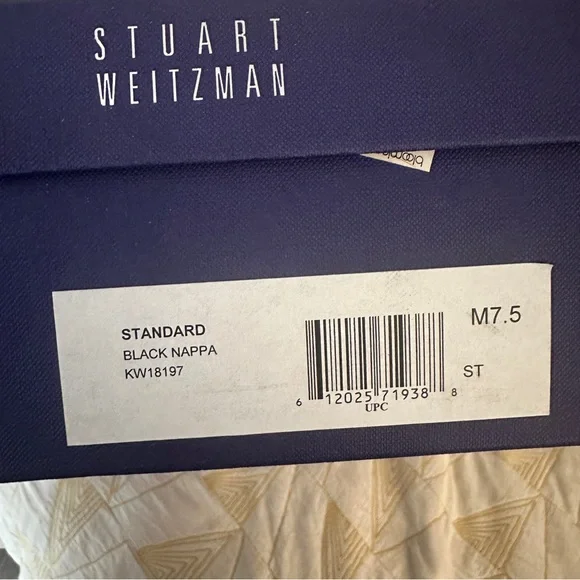 STUART
WEITZMAN
STANDARD
BLACK NAPPA
KW18197
M7.5
ST
6 12025 71938 8
UPC